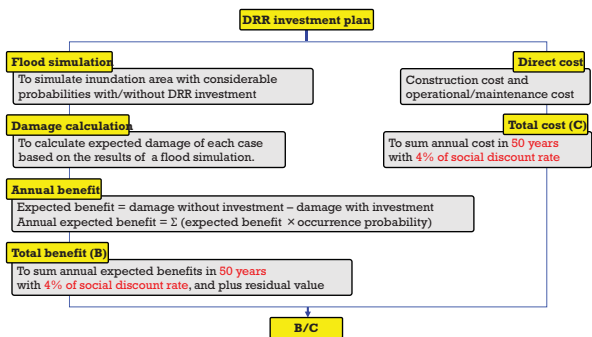 DRR investment plan
Flood simulation
To simulate inundation area with considerable
probabilities with/without DRR investment
Damage calculation
To calculate expected damage of each case
based on the results of a flood simulation.
Annual benefit
Expected benefit = damage without investment – damage with investment
Annual expected benefit = Σ (expected benefit × occurrence probability)
Total benefit (B)
To sum annual expected benefits in 50 years
with 4% of social discount rate, and plus residual value
Direct cost
Construction cost and
operational/maintenance cost
Total cost (C)
To sum annual cost in 50 years
with 4% of social discount rate
B/C